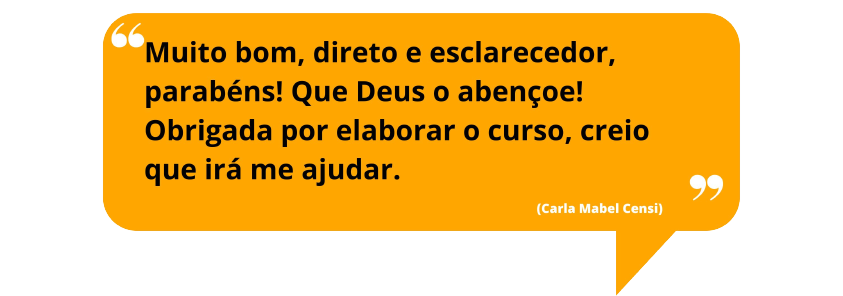 Muito bom, direto e esclarecedor,
parabéns! Que Deus o abençoe!
Obrigada por elaborar o curso, creio
que irá me ajudar.
(Carla Mabel Censi)